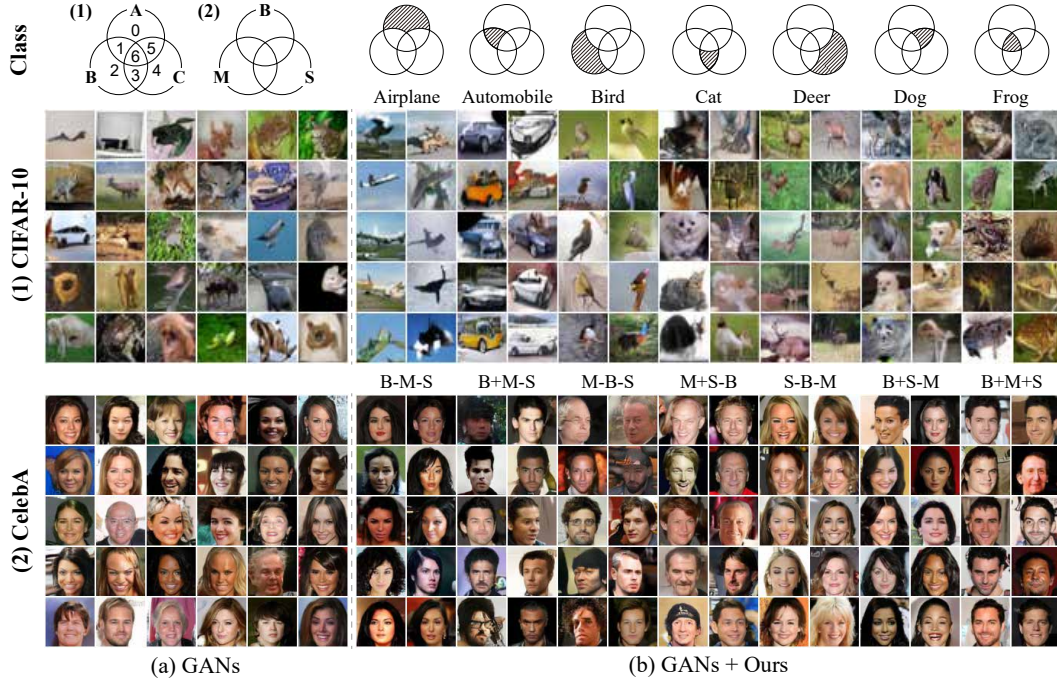 (1)
A
0
1
5
6
2
3
4
B
C
(2)
B
M
S
Class
Airplane
Automobile
Bird
Cat
Deer
Dog
Frog
(1) CIFAR-10
B-M-S
B+M-S
M-B-S
M+S-B
S-B-M
B+S-M
B+M+S
(2) CelebA
(a) GANs
(b) GANs + Ours